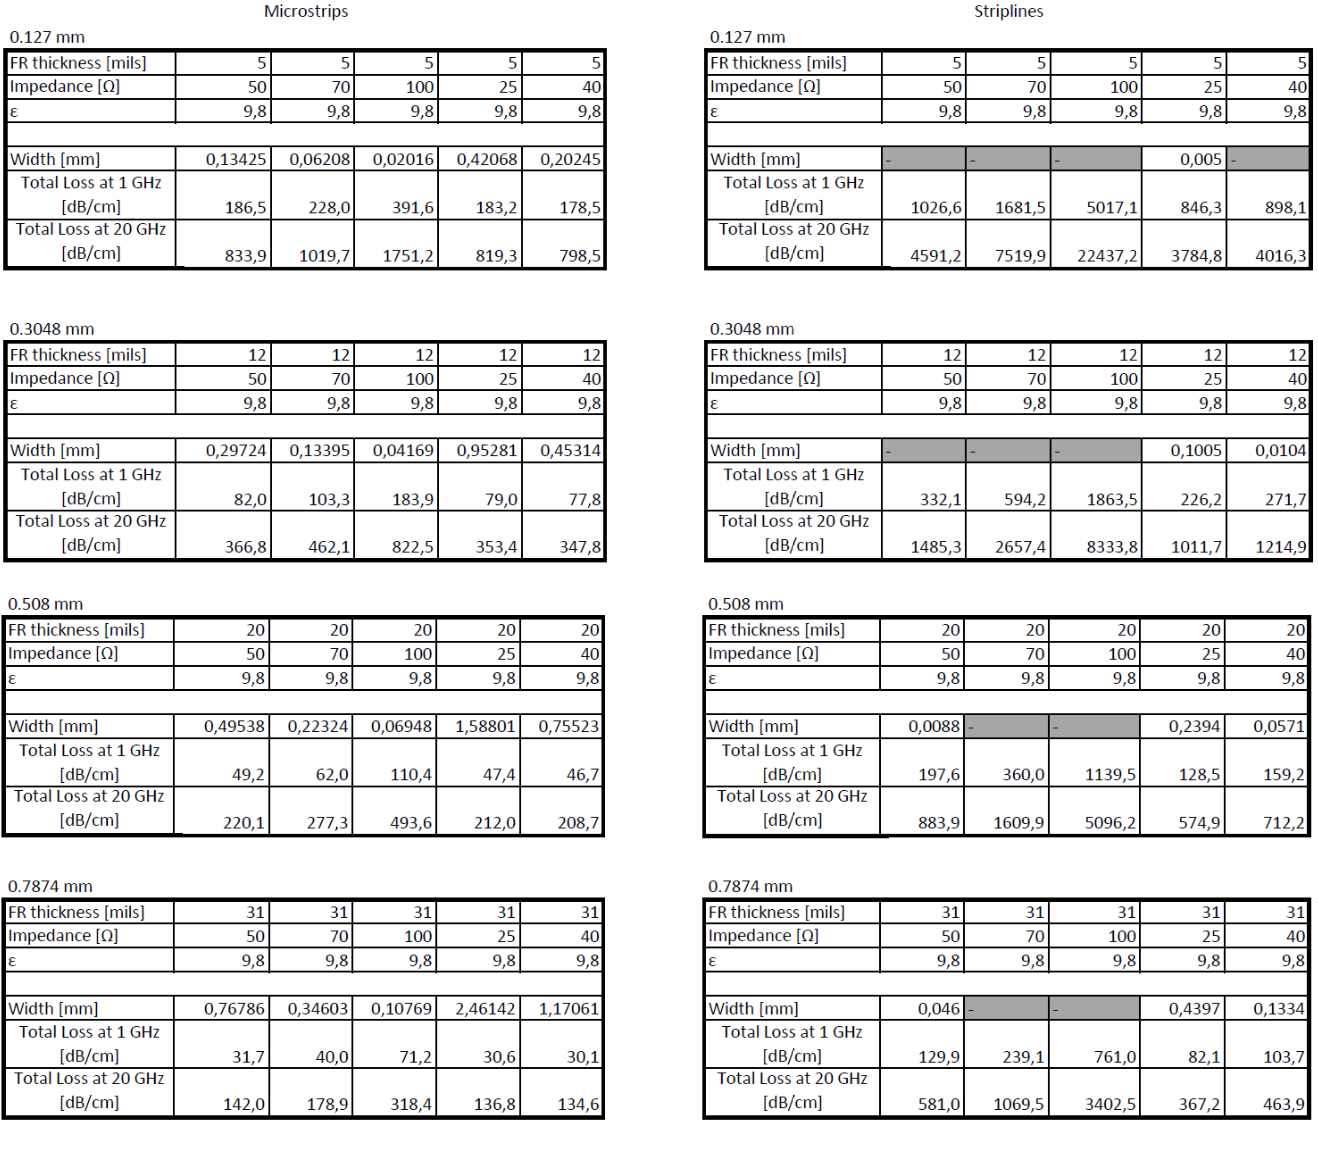 Microstrips
0.127 mm
FR thickness [mils] 5 5 5 5 5
Impedance [Ω] 50 70 100 25 40
ε 9,8 9,8 9,8 9,8 9,8
Width [mm] 0,13425 0,06208 0,02016 0,42068 0,20245
Total Loss at 1 GHz
[dB/cm] 186,5 228,0 391,6 183,2 178,5
Total Loss at 20 GHz
[dB/cm] 833,9 1019,7 1751,2 819,3 798,5
0.3048 mm
FR thickness [mils] 12 12 12 12 12
Impedance [Ω] 50 70 100 25 40
ε 9,8 9,8 9,8 9,8 9,8
Width [mm] 0,29724 0,13395 0,04169 0,95281 0,45314
Total Loss at 1 GHz
[dB/cm] 82,0 103,3 183,9 79,0 77,8
Total Loss at 20 GHz
[dB/cm] 366,8 462,1 822,5 353,4 347,8
0.508 mm
FR thickness [mils] 20 20 20 20 20
Impedance [Ω] 50 70 100 25 40
ε 9,8 9,8 9,8 9,8 9,8
Width [mm] 0,49538 0,22324 0,06948 1,58801 0,75523
Total Loss at 1 GHz
[dB/cm] 49,2 62,0 110,4 47,4 46,7
Total Loss at 20 GHz
[dB/cm] 220,1 277,3 493,6 212,0 208,7
0.7874 mm
FR thickness [mils] 31 31 31 31 31
Impedance [Ω] 50 70 100 25 40
ε 9,8 9,8 9,8 9,8 9,8
Width [mm] 0,76786 0,34603 0,10769 2,46142 1,17061
Total Loss at 1 GHz
[dB/cm] 31,7 40,0 71,2 30,6 30,1
Total Loss at 20 GHz
[dB/cm] 142,0 178,9 318,4 136,8 134,6
Striplines
0.127 mm
FR thickness [mils] 5 5 5 5 5
Impedance [Ω] 50 70 100 25 40
ε 9,8 9,8 9,8 9,8 9,8
Width [mm] - - - 0,005 -
Total Loss at 1 GHz
[dB/cm] 1026,6 1681,5 5017,1 846,3 898,1
Total Loss at 20 GHz
[dB/cm] 4591,2 7519,9 22437,2 3784,8 4016,3
0.3048 mm
FR thickness [mils] 12 12 12 12 12
Impedance [Ω] 50 70 100 25 40
ε 9,8 9,8 9,8 9,8 9,8
Width [mm] - - - 0,1005 0,0104
Total Loss at 1 GHz
[dB/cm] 332,1 594,2 1863,5 226,2 271,7
Total Loss at 20 GHz
[dB/cm] 1485,3 2657,4 8333,8 1011,7 1214,9
0.508 mm
FR thickness [mils] 20 20 20 20 20
Impedance [Ω] 50 70 100 25 40
ε 9,8 9,8 9,8 9,8 9,8
Width [mm] 0,0088 - - 0,2394 0,0571
Total Loss at 1 GHz
[dB/cm] 197,6 360,0 1139,5 128,5 159,2
Total Loss at 20 GHz
[dB/cm] 883,9 1609,9 5096,2 574,9 712,2
0.7874 mm
FR thickness [mils] 31 31 31 31 31
Impedance [Ω] 50 70 100 25 40
ε 9,8 9,8 9,8 9,8 9,8
Width [mm] 0,046 - - 0,4397 0,1334
Total Loss at 1 GHz
[dB/cm] 129,9 239,1 761,0 82,1 103,7
Total Loss at 20 GHz
[dB/cm] 581,0 1069,5 3402,5 367,2 463,9